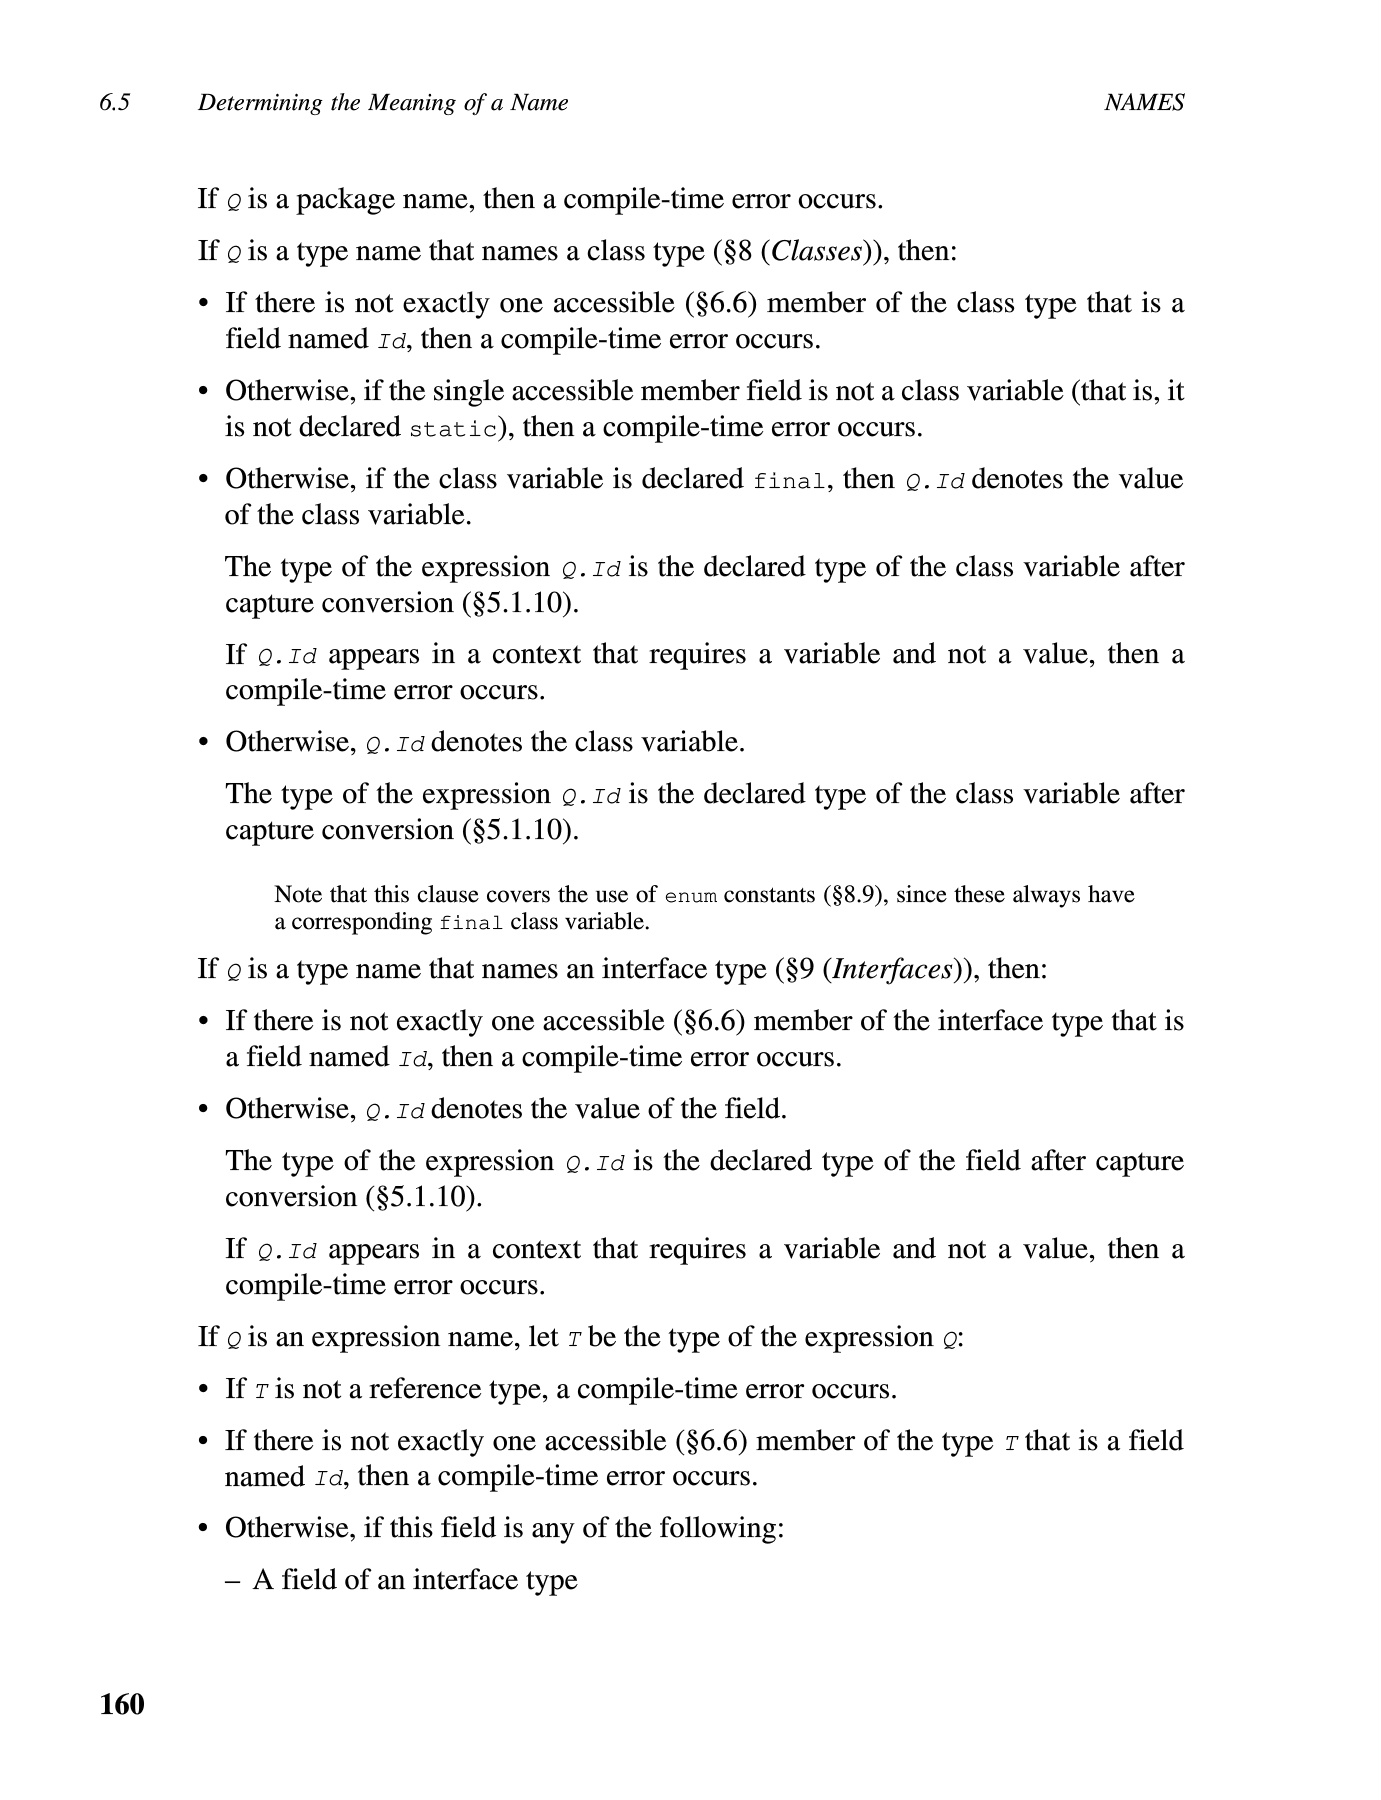 6.5 Determining the Meaning of a Name NAMES
If Q is a package name, then a compile-time error occurs.
If Q is a type name that names a class type (§8 (Classes)), then:
• If there is not exactly one accessible (§6.6) member of the class type that is a
field named Id, then a compile-time error occurs.
• Otherwise, if the single accessible member field is not a class variable (that is, it
is not declared static), then a compile-time error occurs.
• Otherwise, if the class variable is declared final, then Q.Id denotes the value
of the class variable.
The type of the expression Q.Id is the declared type of the class variable after
capture conversion (§5.1.10).
If Q.Id appears in a context that requires a variable and not a value, then a
compile-time error occurs.
• Otherwise, Q.Id denotes the class variable.
The type of the expression Q.Id is the declared type of the class variable after
capture conversion (§5.1.10).
Note that this clause covers the use of enum constants (§8.9), since these always have
a corresponding final class variable.
If Q is a type name that names an interface type (§9 (Interfaces)), then:
• If there is not exactly one accessible (§6.6) member of the interface type that is
a field named Id, then a compile-time error occurs.
• Otherwise, Q.Id denotes the value of the field.
The type of the expression Q.Id is the declared type of the field after capture
conversion (§5.1.10).
If Q.Id appears in a context that requires a variable and not a value, then a
compile-time error occurs.
If Q is an expression name, let T be the type of the expression Q:
• If T is not a reference type, a compile-time error occurs.
• If there is not exactly one accessible (§6.6) member of the type T that is a field
named Id, then a compile-time error occurs.
• Otherwise, if this field is any of the following:
– A field of an interface type
160